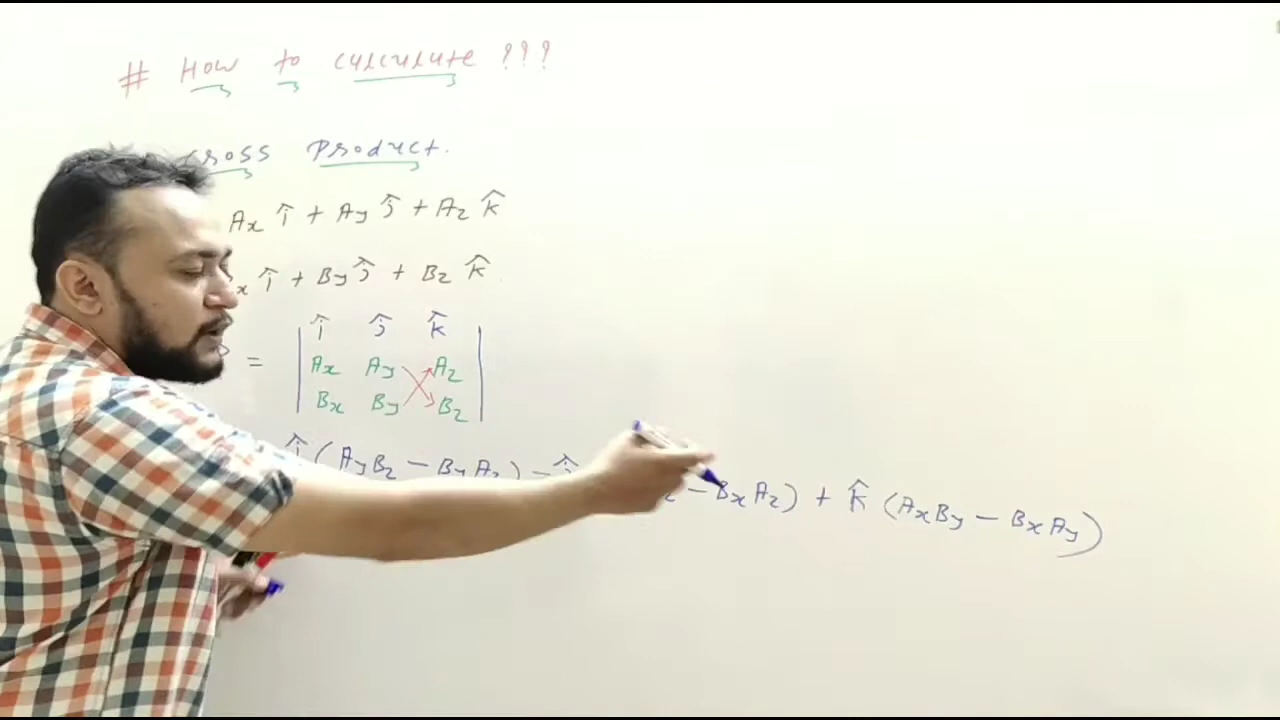 # How to calculate ???
cross Product.
Ax î + Ay ĵ + Az k̂
x î + By ĵ + Bz k̂
= | î ĵ k̂ |
| Ax Ay Az |
| Bx By Bz |
î (AyBz - ByAz) - ĵ z - BxAz) + k̂ (AxBy - BxAy)